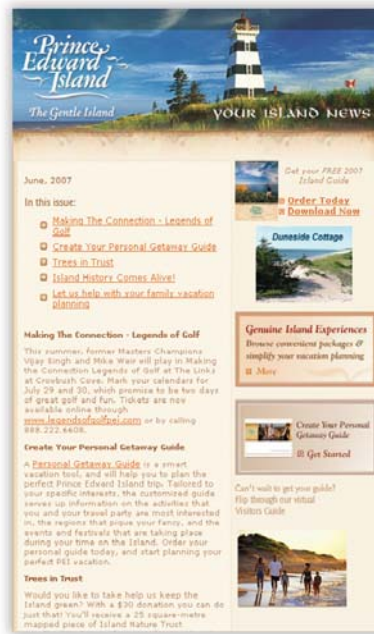 Prince
Edward
Island
The Gentle Island
YOUR ISLAND NEWS
June, 2007
In this issue:
Making The Connection - Legends of
Golf
Create Your Personal Getaway Guide
Trees in Trust
Island History Comes Alive!
Let us help with your family vacation
planning
Making The Connection - Legends of Golf
This summer, former Masters Champions
Vijay Singh and Mike Weir will play in Making
the Connection Legends of Golf at The Links
at Crowbush Cove. Mark your calendars for
July 29 and 30, which promise to be two days
of great golf and fun. Tickets are now
available online through
www.legendsofgolfpei.com or by calling
888.222.6608.
Create Your Personal Getaway Guide
A Personal Getaway Guide is a smart
vacation tool, and will help you to plan the
perfect Prince Edward Island trip. Tailored to
your specific interests, the customized guide
serves up information on the activities that
you and your travel party are most interested
in, the regions that pique your fancy, and the
events and festivals that are taking place
during your time on the Island. Order your
personal guide today, and start planning your
perfect PEI vacation.
Trees in Trust
Would you like to take help us keep the
Island green? With a $30 donation you can do
just that! You'll receive a 25 square-metre
mapped piece of Island Nature Trust
Get your FREE 2007
Island Guide
Order Today
Download Now
Duneside Cottage
Genuine Island Experiences
Browse convenient packages &
simplify your vacation planning
More
Create Your Personal
Getaway Guide
Get Started
Can't wait to get your guide?
Flip through our virtual
Visitors Guide